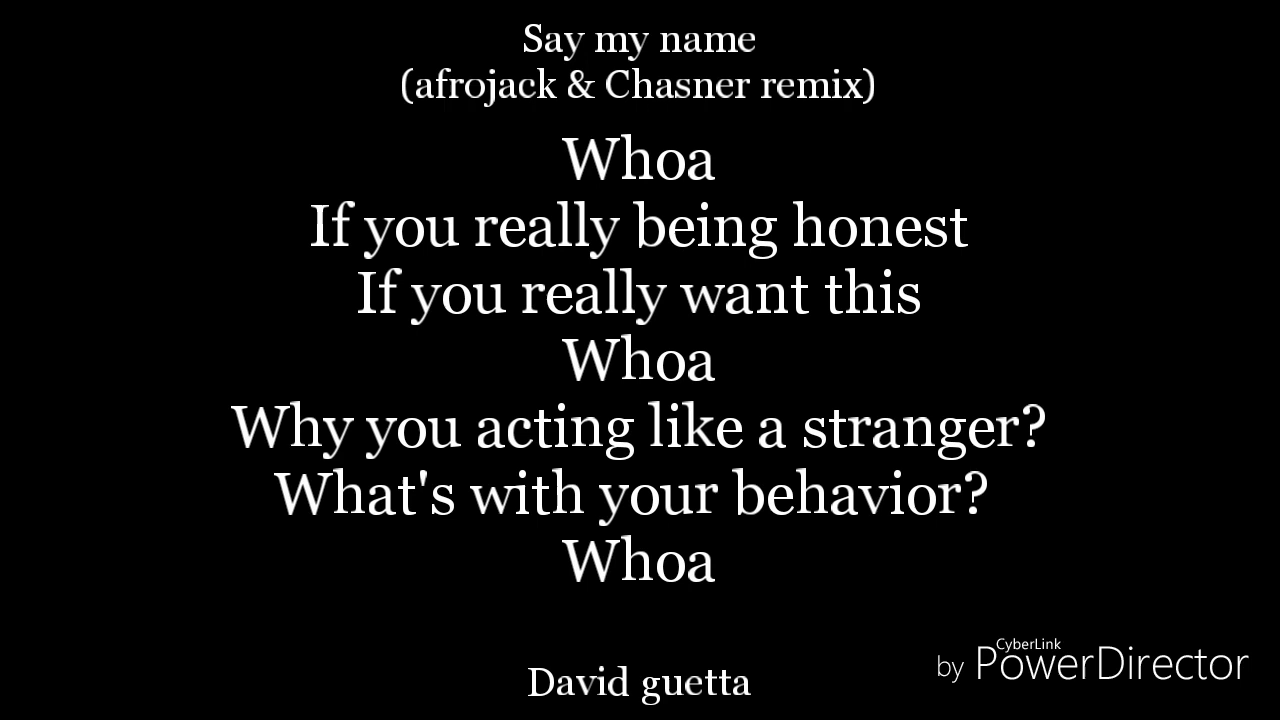 Say my name
(afrojack & Chasner remix)
Whoa
If you really being honest
If you really want this
Whoa
Why you acting like a stranger?
What's with your behavior?
Whoa
David guetta
by CyberLink PowerDirector